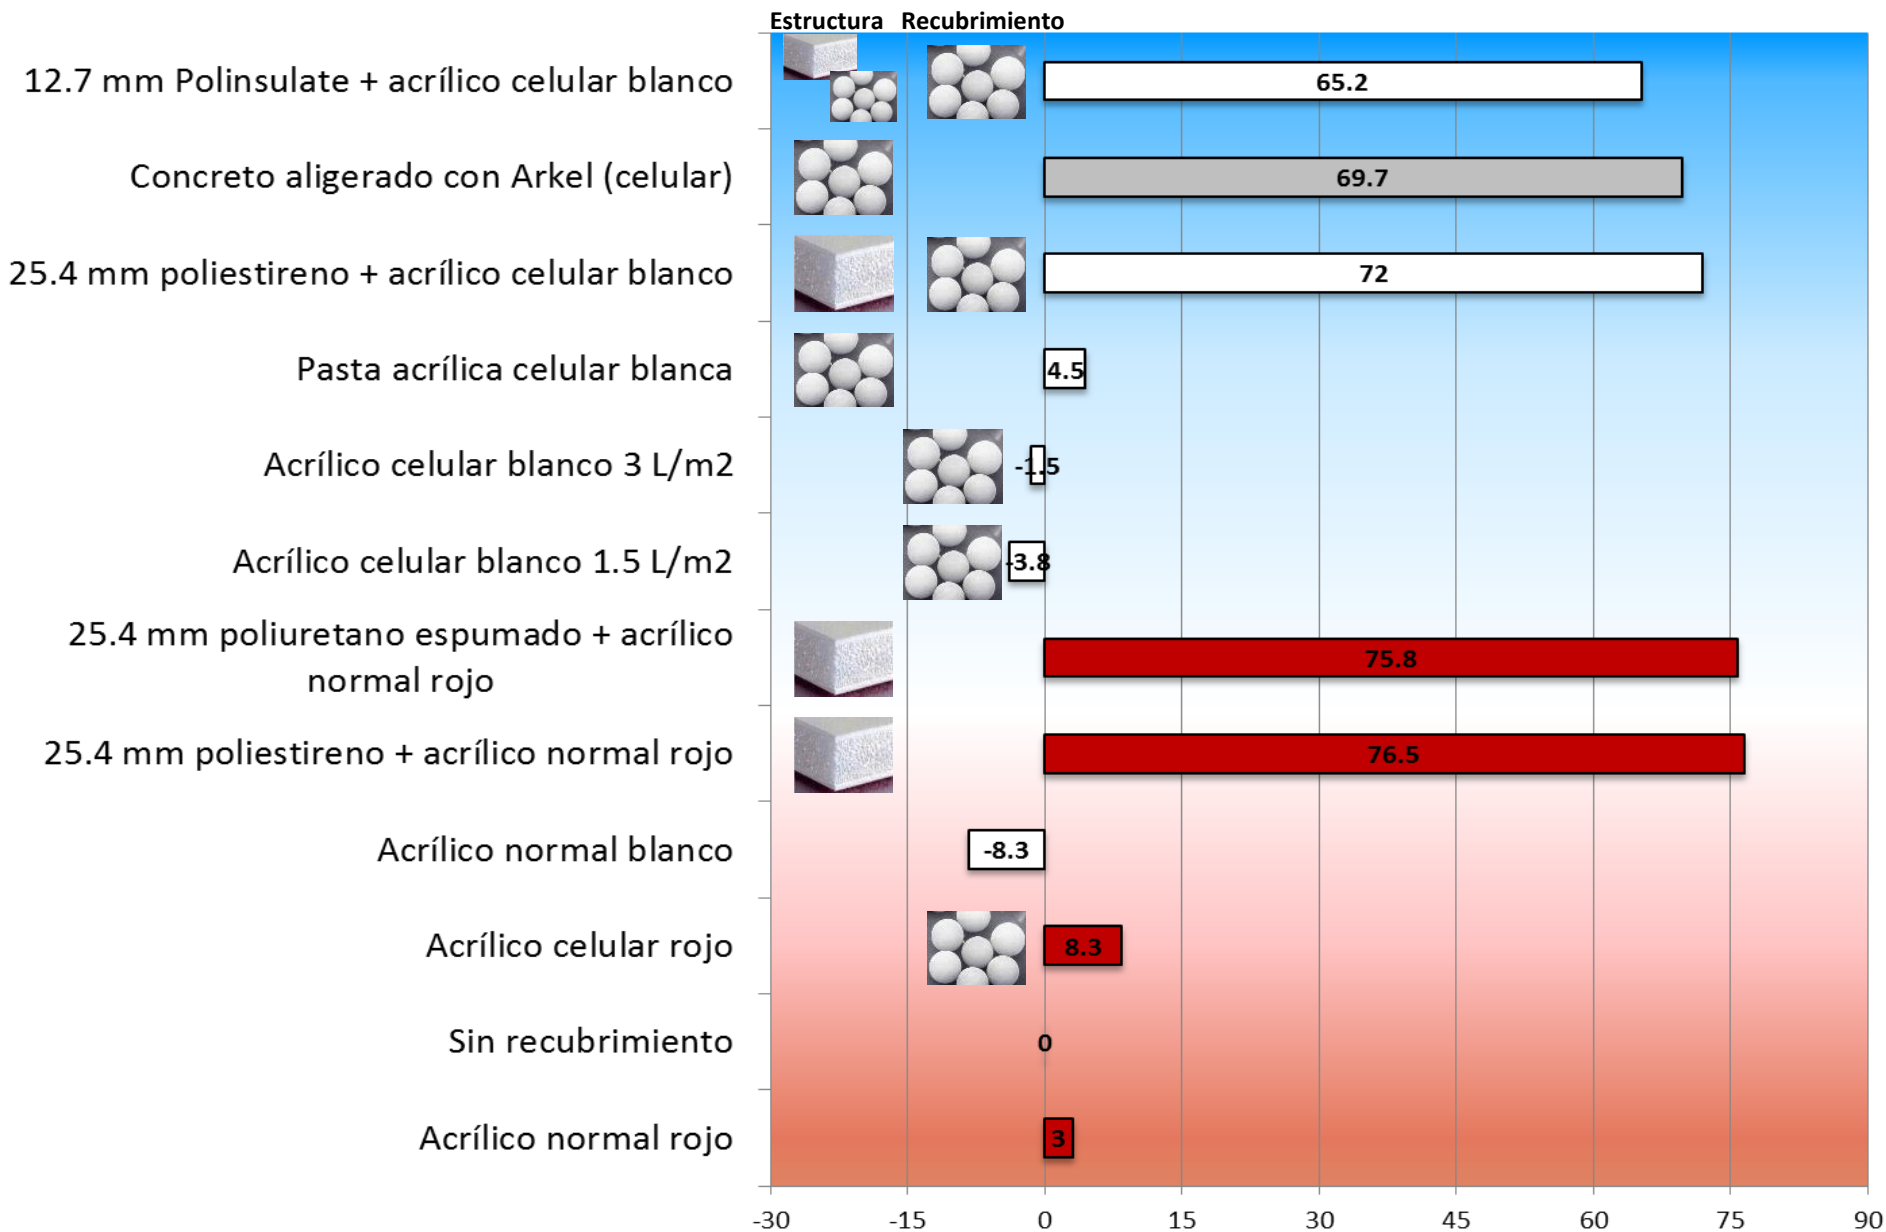 Estructura Recubrimiento
12.7 mm Polinsulate + acrílico celular blanco 65.2
Concreto aligerado con Arkel (celular) 69.7
25.4 mm poliestireno + acrílico celular blanco 72
Pasta acrílica celular blanca 4.5
Acrílico celular blanco 3 L/m2 -1.5
Acrílico celular blanco 1.5 L/m2 -3.8
25.4 mm poliuretano espumado + acrílico
normal rojo 75.8
25.4 mm poliestireno + acrílico normal rojo 76.5
Acrílico normal blanco -8.3
Acrílico celular rojo 8.3
Sin recubrimiento 0
Acrílico normal rojo 3
-30 -15 0 15 30 45 60 75 90